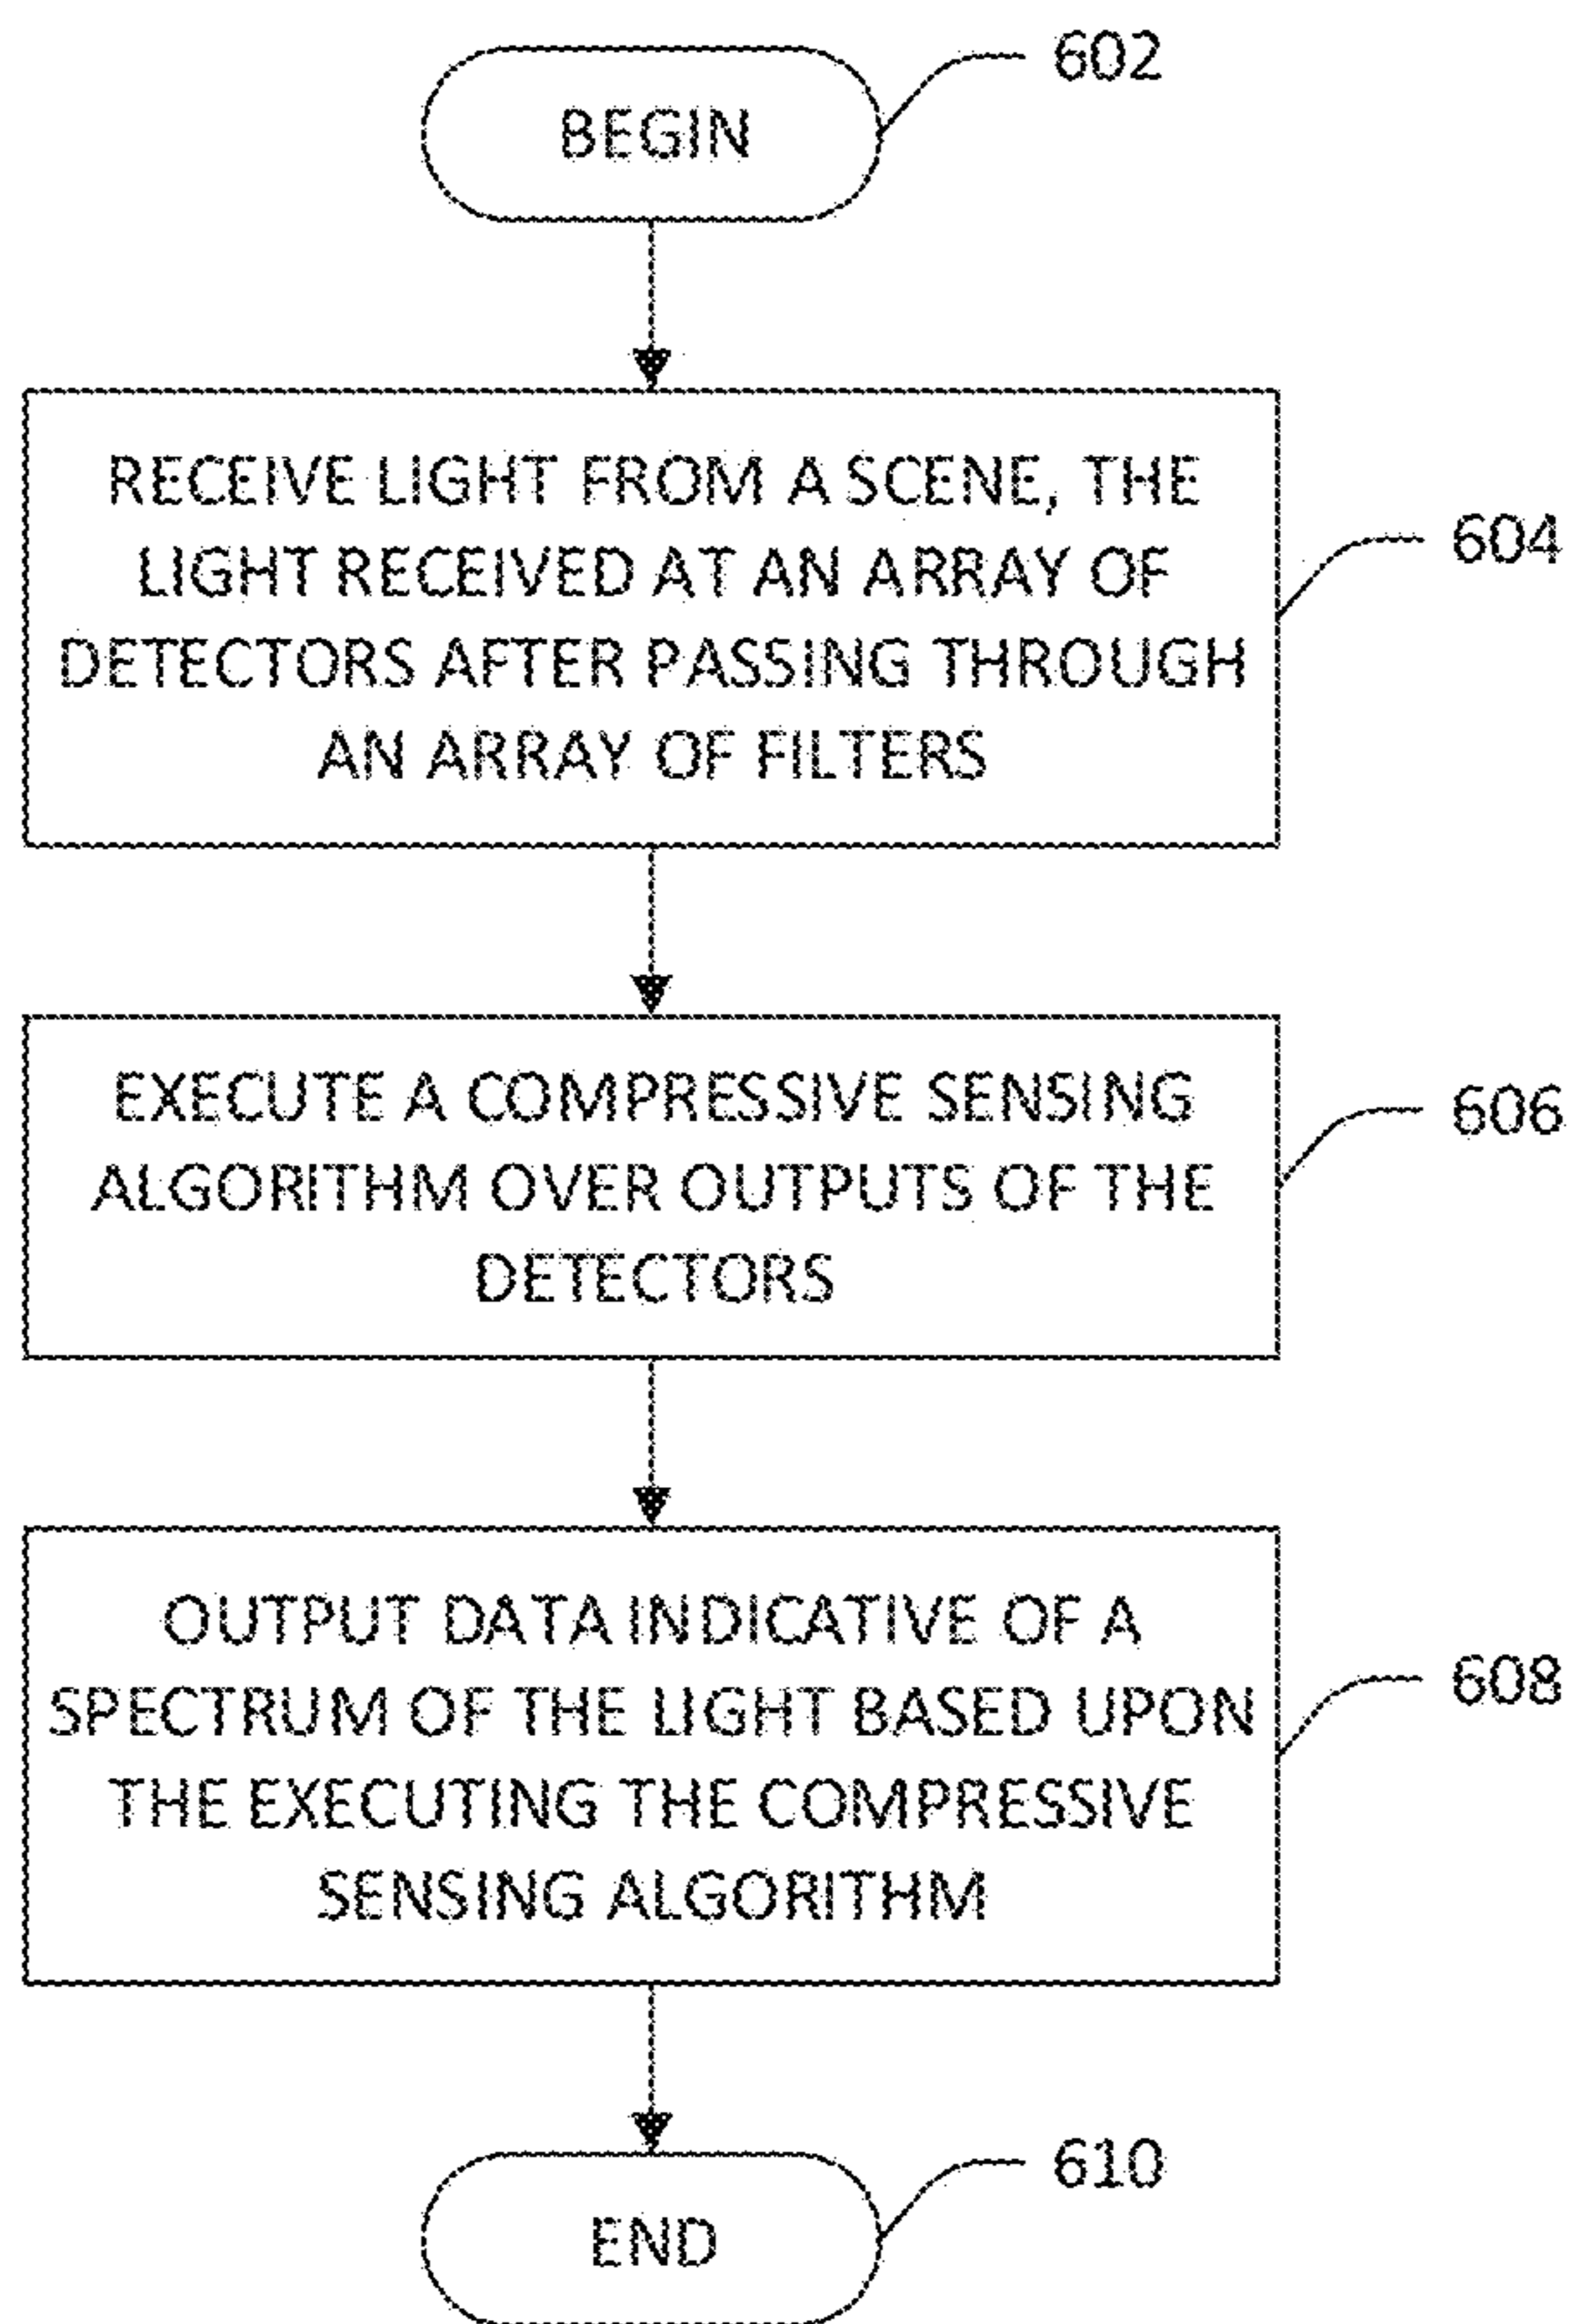 602
BEGIN
RECEIVE LIGHT FROM A SCENE, THE
LIGHT RECEIVED AT AN ARRAY OF
DETECTORS AFTER PASSING THROUGH
AN ARRAY OF FILTERS
604
EXECUTE A COMPRESSIVE SENSING
ALGORITHM OVER OUTPUTS OF THE
DETECTORS
606
OUTPUT DATA INDICATIVE OF A
SPECTRUM OF THE LIGHT BASED UPON
THE EXECUTING THE COMPRESSIVE
SENSING ALGORITHM
608
610
END